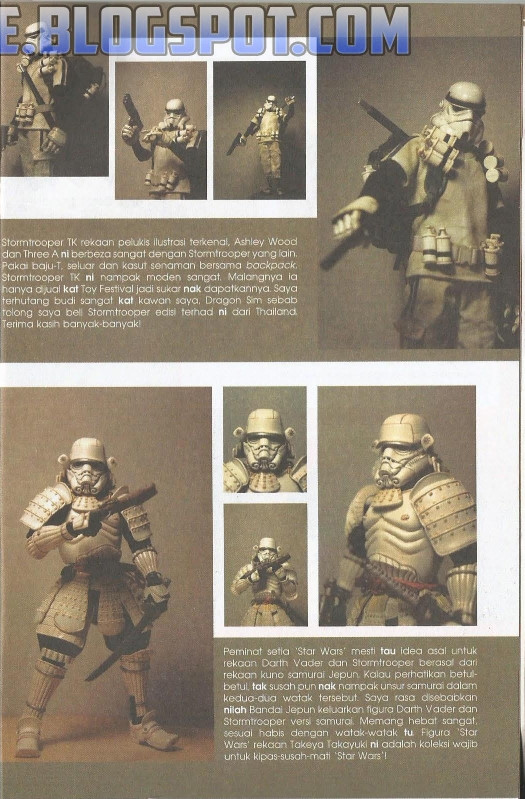 E.BLOGSPOT.COM
Stormtrooper TK rekaan pelukis ilustrasi terkenal, Ashley Wood
dan Three A ni berbeza sangat dengan Stormtrooper yang lain.
Pakai baju-T, seluar dan kasut senaman bersama backpack,
Stormtrooper TK ni nampak moden sangat. Malangnya ia
hanya dijual kat Toy Festival jadi sukar nak dapatkannya. Saya
terhutang budi sangat kat kawan saya, Dragon Sim sebab
tolong saya beli Stormtrooper edisi terhad ni dari Thailand.
Terima kasih banyak-banyak!
Peminat setia 'Star Wars' mesti tau idea asal untuk
rekaan Darth Vader dan Stormtrooper berasal dari
rekaan kuno samurai Jepun. Kalau perhatikan betul-
betul, tak susah pun nak nampak unsur samurai dalam
kedua-dua watak tersebut. Saya rasa disebabkan
nilah Bandai Jepun keluarkan figura Darth Vader dan
Stormtrooper versi samurai. Memang hebat sangat,
sesuai habis dengan watak-watak tu. Figura 'Star
Wars' rekaan Takeya Takayuki ni adalah koleksi wajib
untuk kipas-susah-mati 'Star Wars'!